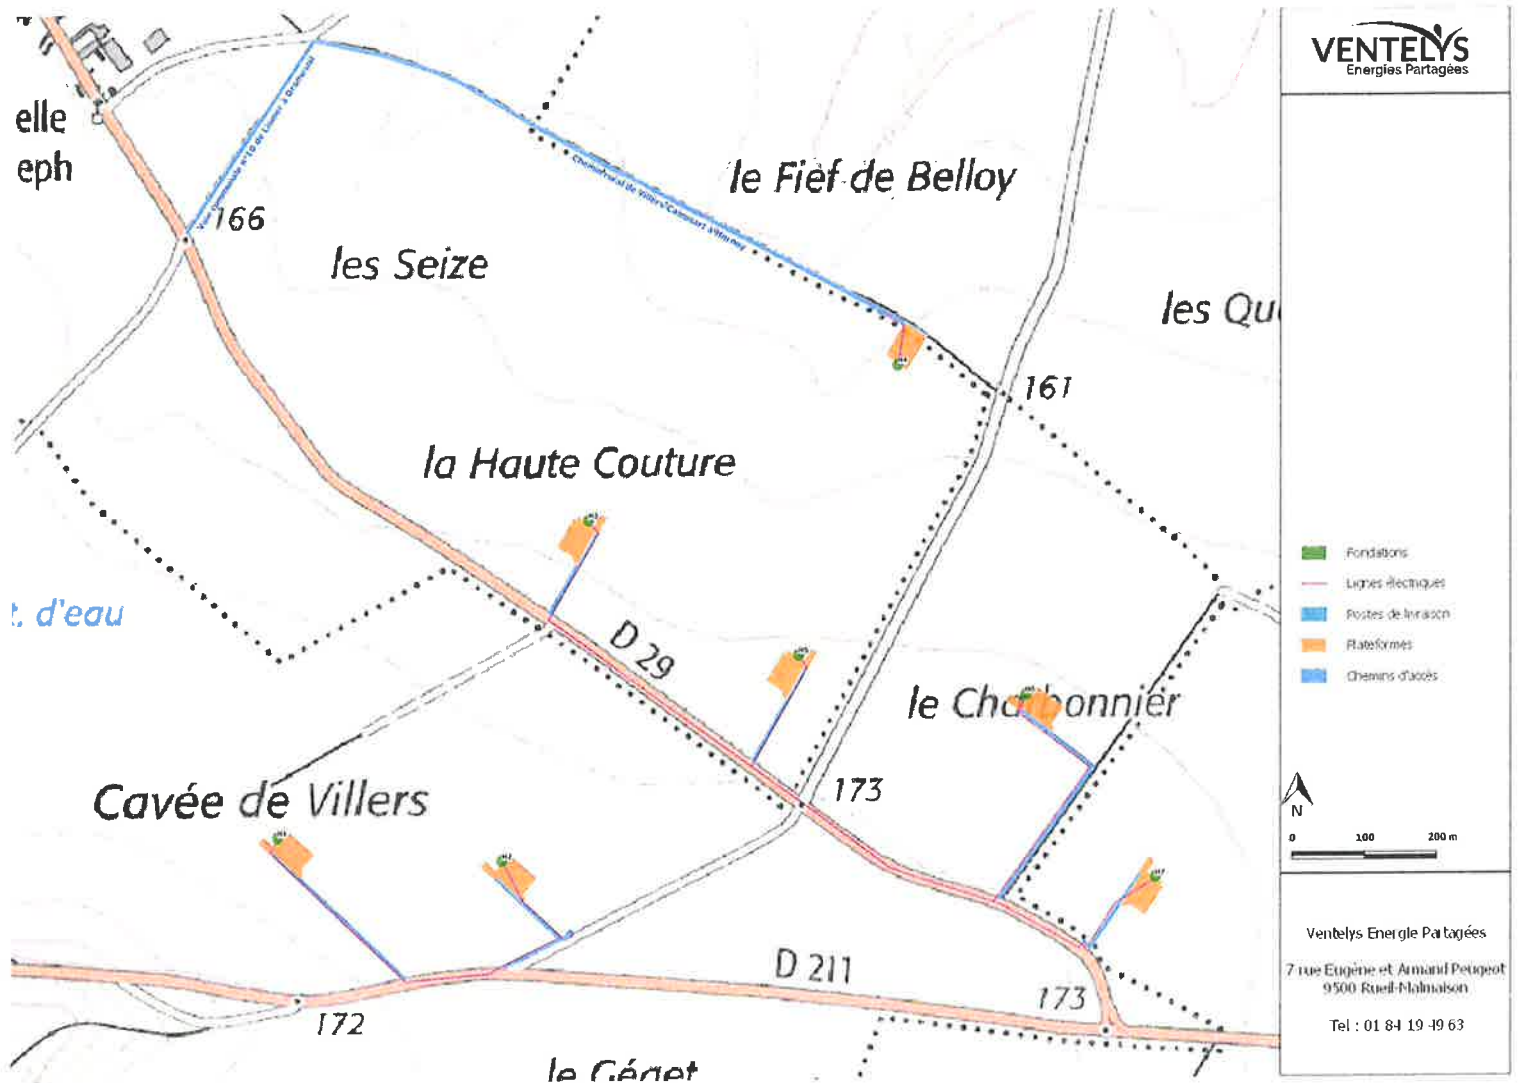 VENTELYS
Energies Partagées
elle
eph
le Fief de Belloy
166
les Seize
les Qu
161
la Haute Couture
Fondations
Lignes électriques
Postes de livraison
Plateformes
Chemins d'accès
t. d'eau
D 29
le Charbonnier
173
Cavée de Villers
N
0 100 200 m
D 211
173
172
Ventelys Energie Partagées
7 rue Eugène et Armand Peugeot
9500 Rueil-Malmaison
Tel : 01 84 19 49 63